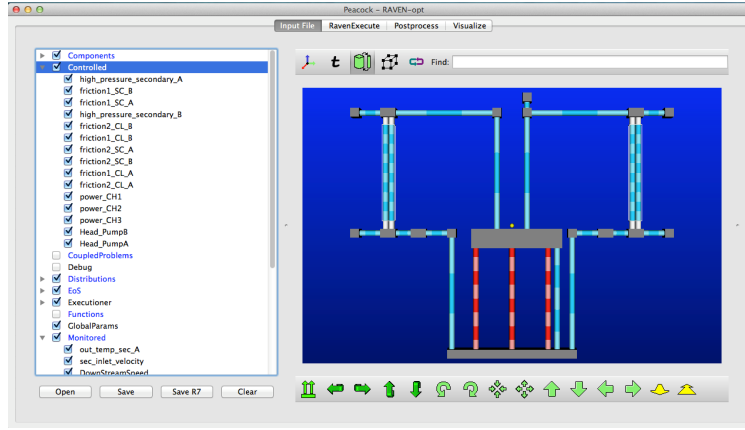 Peacock – RAVEN-opt
Input File RavenExecute Postprocess Visualize
Components
Controlled
high_pressure_secondary_A
friction1_SC_B
friction1_SC_A
high_pressure_secondary_B
friction2_CL_B
friction1_CL_B
friction2_SC_A
friction2_SC_B
friction1_CL_A
friction2_CL_A
power_CH1
power_CH2
power_CH3
Head_PumpB
Head_PumpA
CoupledProblems
Debug
Distributions
EoS
Executioner
Functions
GlobalParams
Monitored
out_temp_sec_A
sec_inlet_velocity
DownStreamSpeed
Open Save Save R7 Clear
t Find: